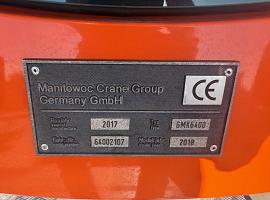 Manitowoc Crane Group
Germany GmbH
CE
2017
GMK6400
64002107
2018